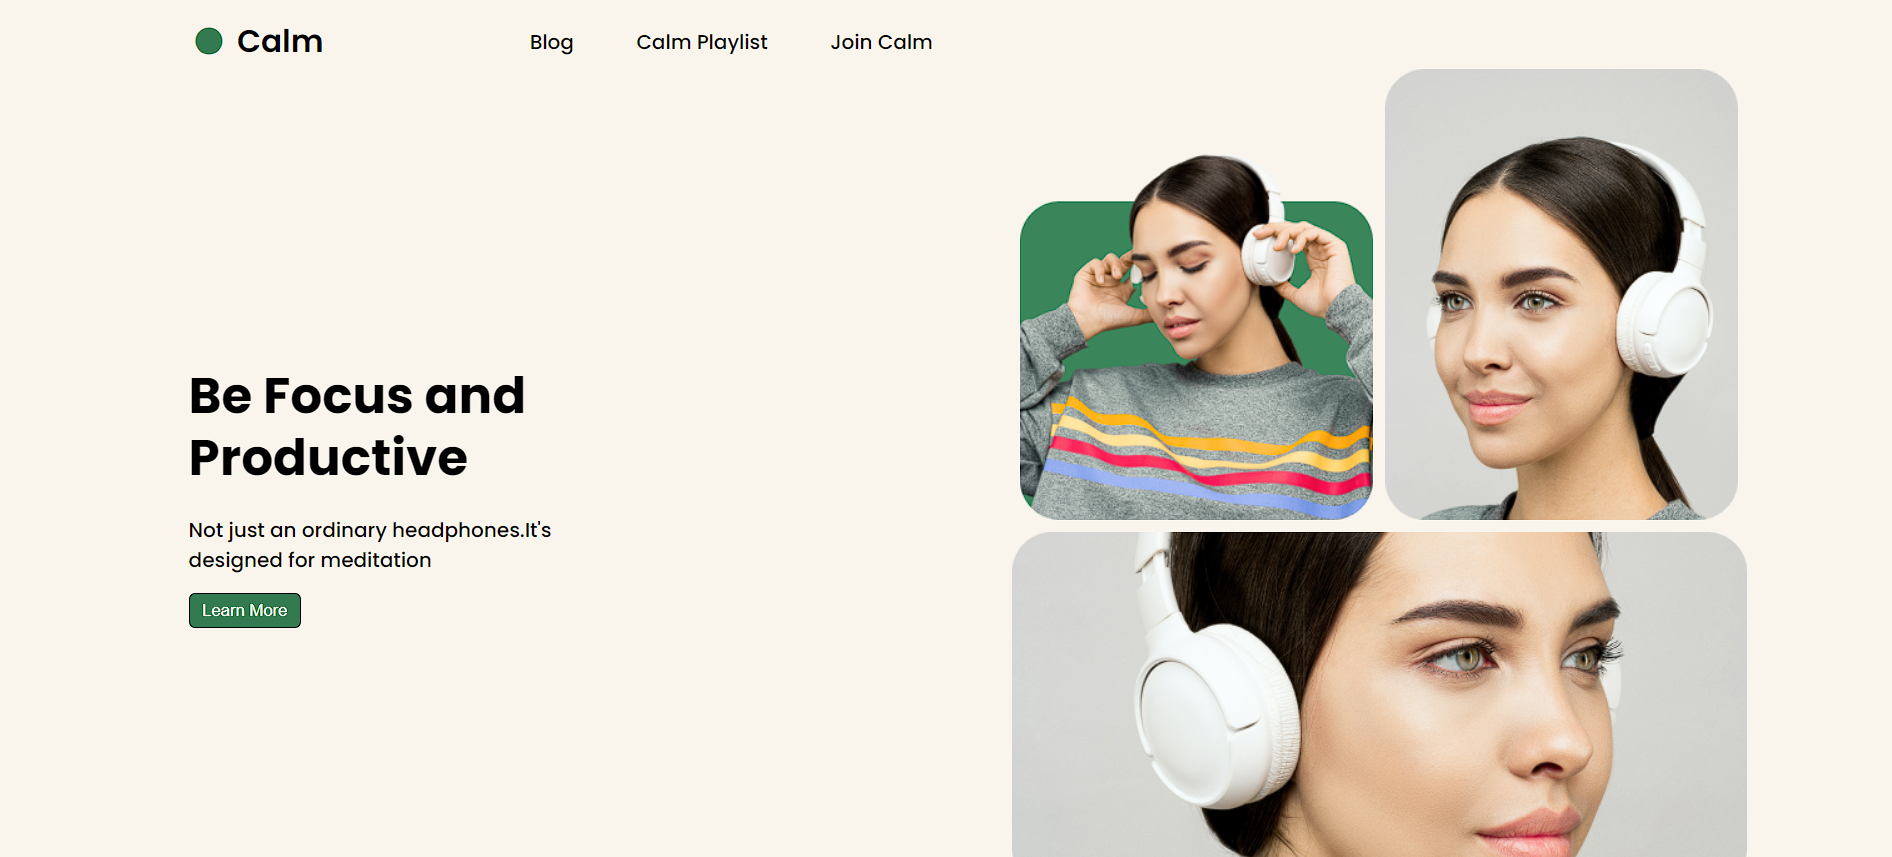 Calm
Blog
Calm Playlist
Join Calm
Be Focus and
Productive
Not just an ordinary headphones.It's
designed for meditation
Learn More